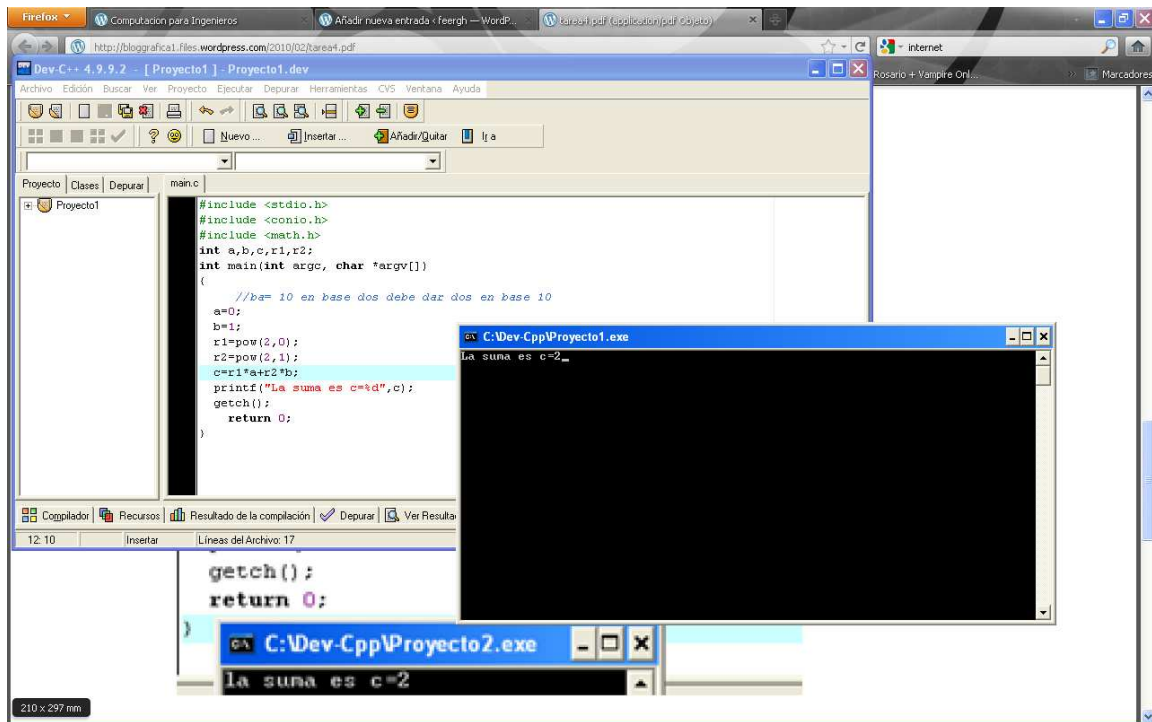 Firefox
Computacion para Ingenieros
Añadir nueva entrada ‹ feergh — WordP...
tarea4.pdf (application/pdf Objeto)
http://bloggrafica1.files.wordpress.com/2010/02/tarea4.pdf
internet
Rosario + Vampire Onl...
Marcadores
Dev-C++ 4.9.9.2 - [ Proyecto1 ] - Proyecto1.dev
Archivo Edición Buscar Ver Proyecto Ejecutar Depurar Herramientas CVS Ventana Ayuda
Nuevo ... Insertar ... Añadir/Quitar Ir a
Proyecto Clases Depurar main.c
Proyecto1
#include <stdio.h>
#include <conio.h>
#include <math.h>
int a,b,c,r1,r2;
int main(int argc, char *argv[])
{
//ba= 10 en base dos debe dar dos en base 10
a=0;
b=1;
r1=pow(2,0);
r2=pow(2,1);
c=r1*a+r2*b;
printf("La suma es c=%d",c);
getch();
return 0;
}
C:\Dev-Cpp\Proyecto1.exe
La suma es c=2_
Compilador Recursos Resultado de la compilación Depurar Ver Resulta
12: 10 Insertar Líneas del Archivo: 17
getch();
return 0;
}
C:\Dev-Cpp\Proyecto2.exe
la suma es c=2
210 x 297 mm